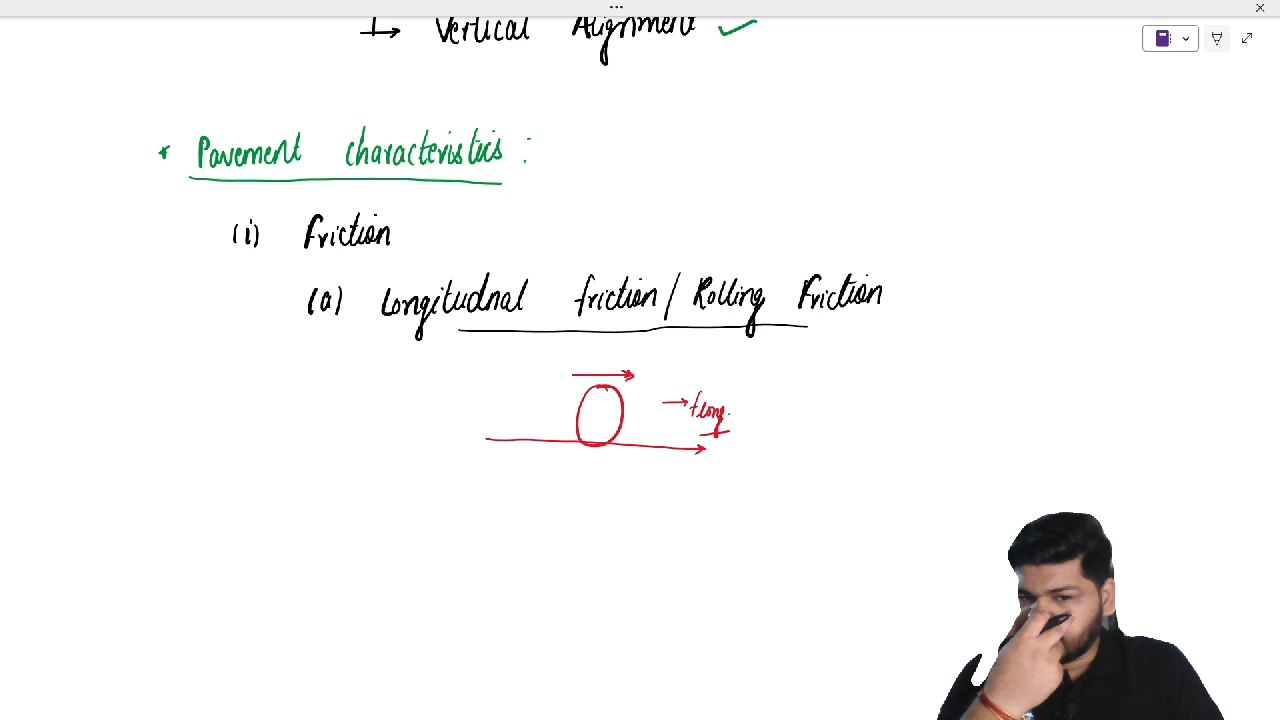 Vertical Alignment
Pavement characteristics :
(i) Friction
(a) Longitudnal friction / Rolling Friction
flong.